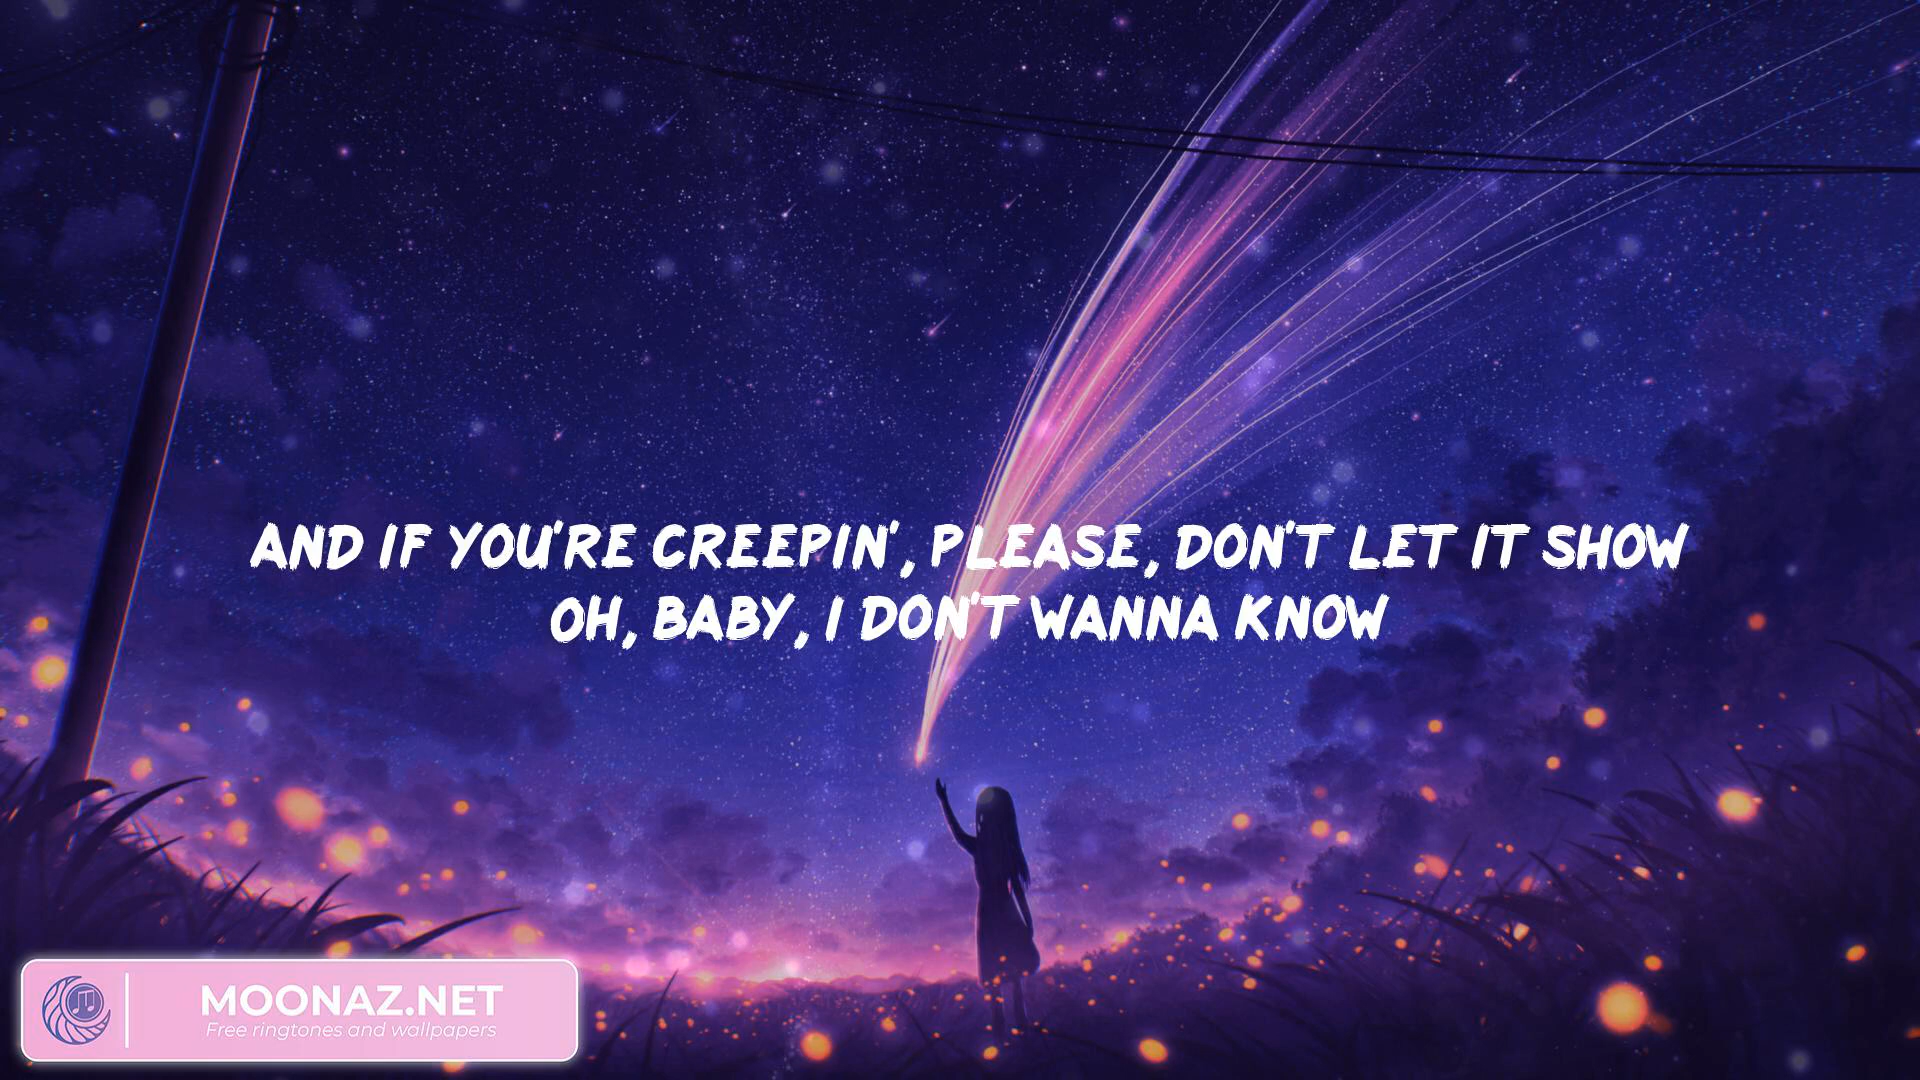 AND IF YOU'RE CREEPIN', PLEASE, DON'T LET IT SHOW
OH, BABY, I DON'T WANNA KNOW
MOONAZ.NET
Free ringtones and wallpapers